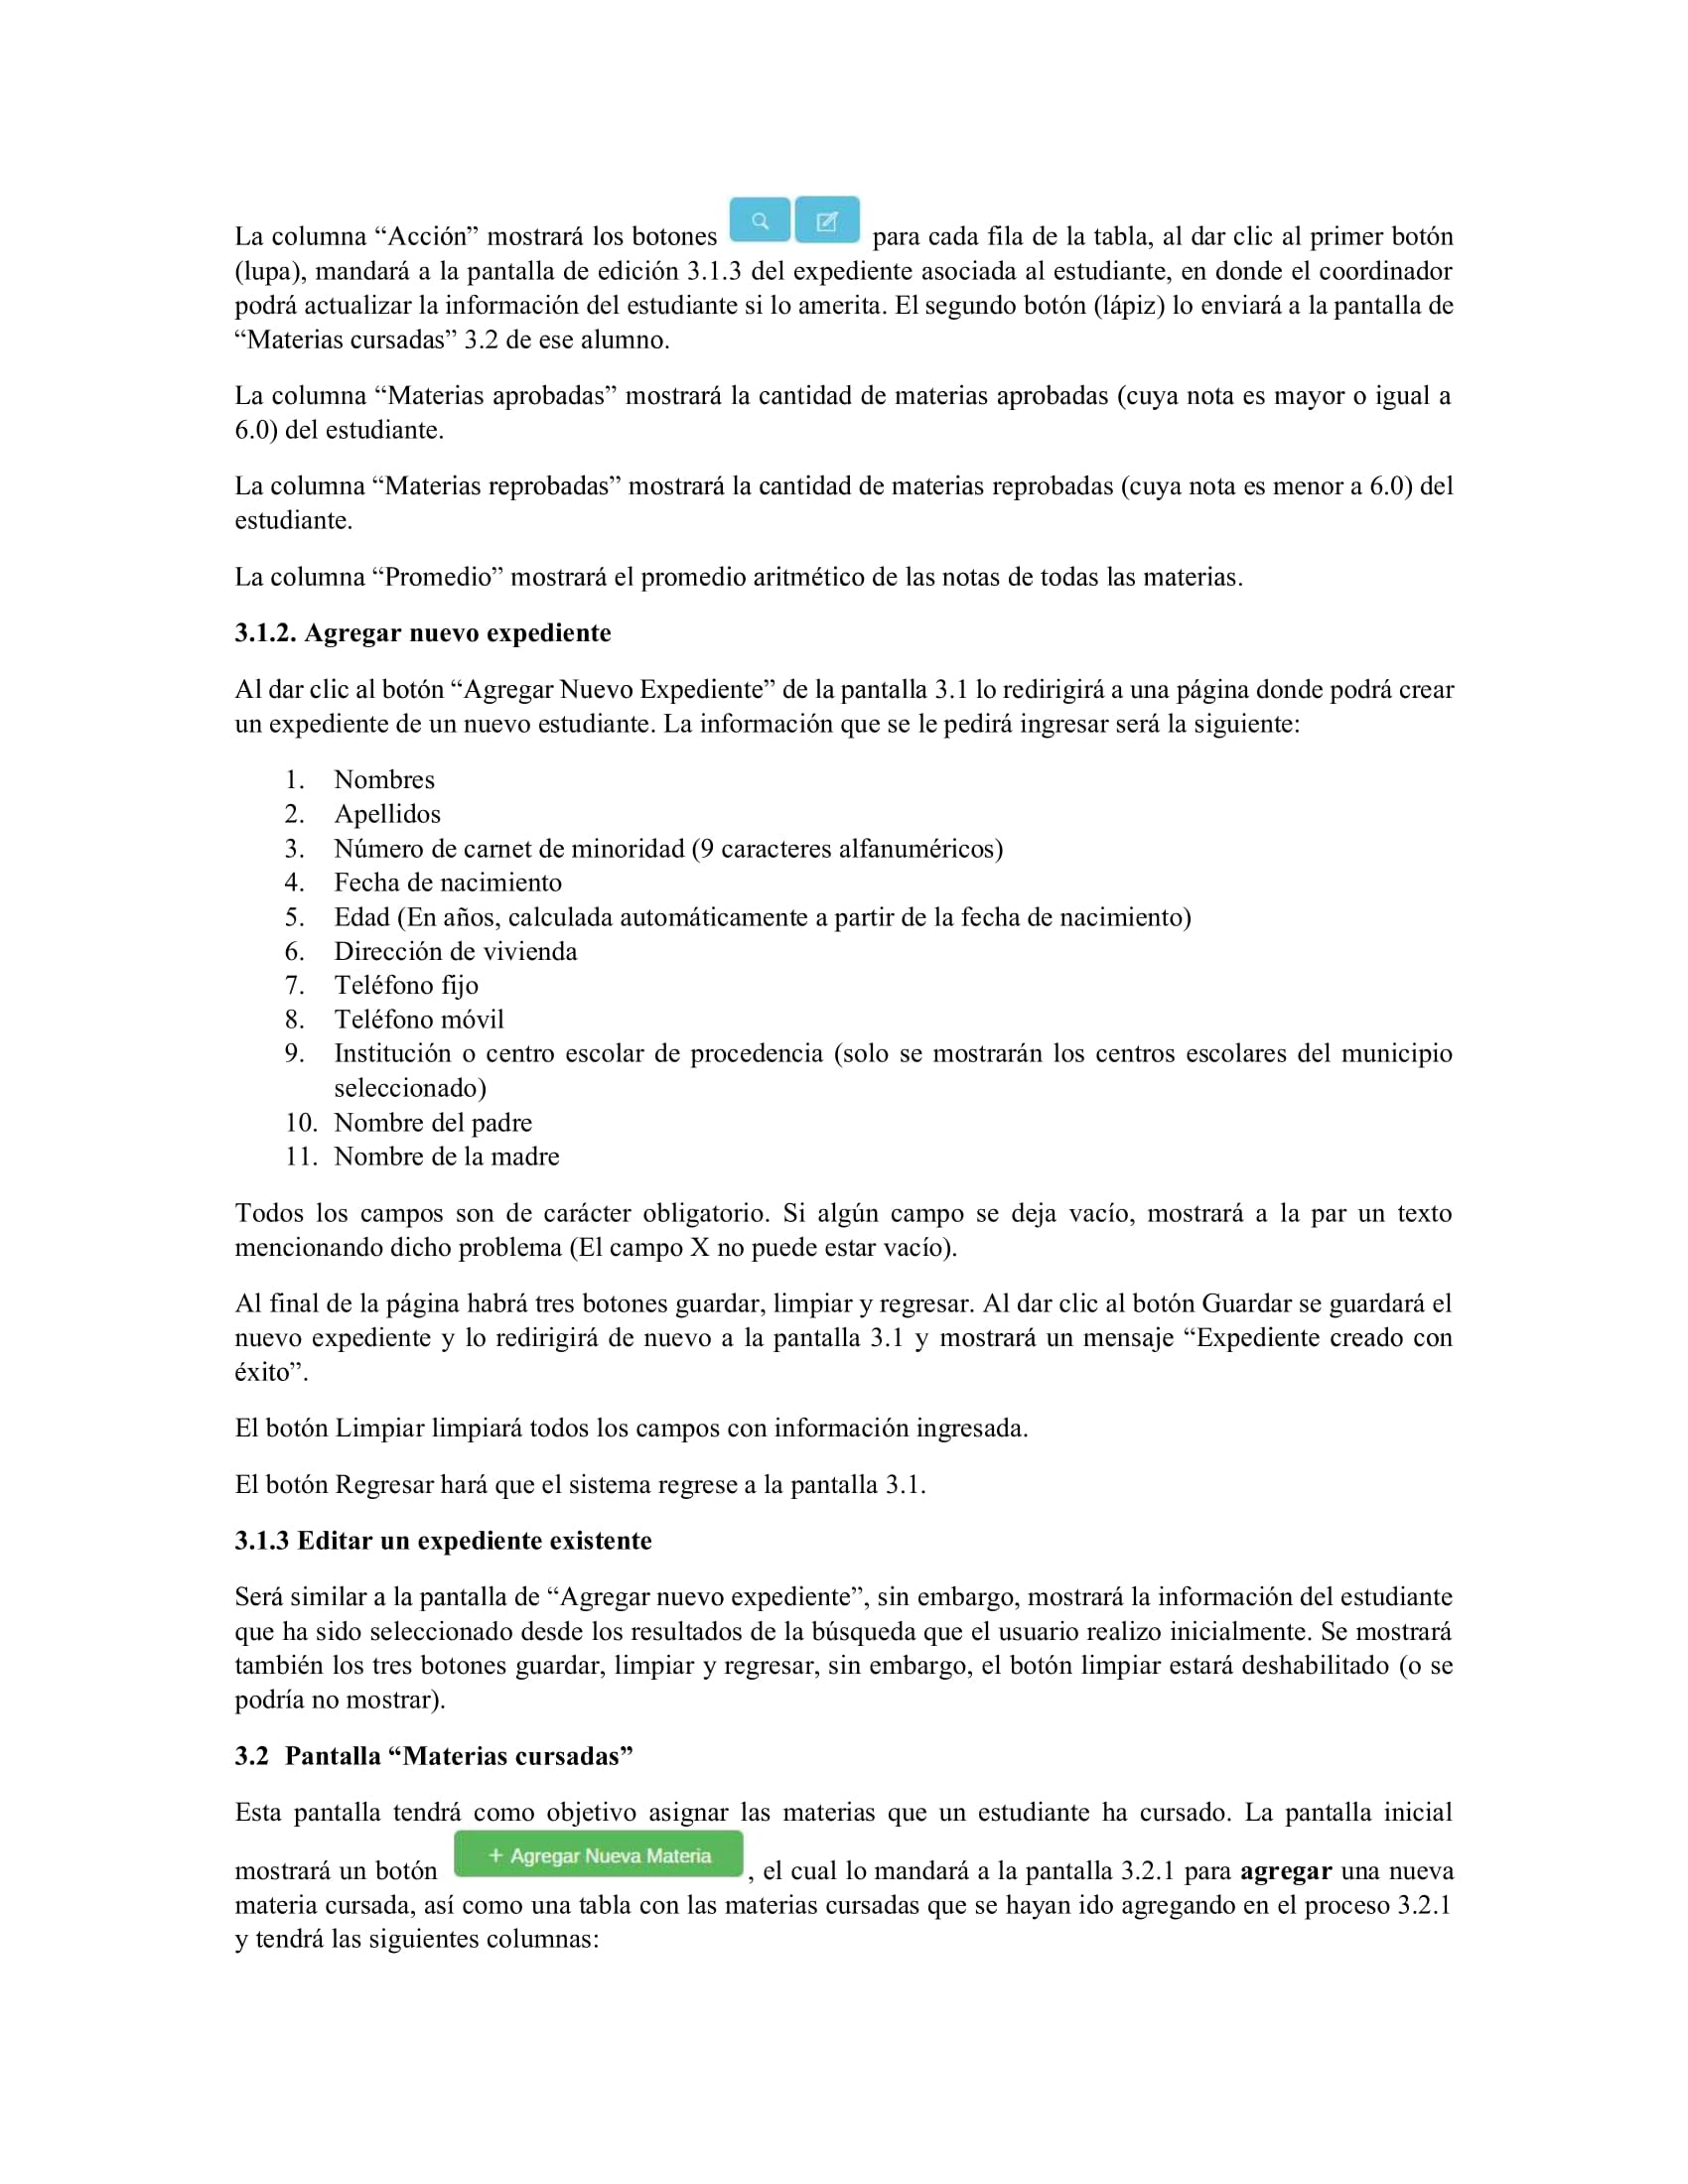 La columna “Acción” mostrará los botones para cada fila de la tabla, al dar clic al primer botón
(lupa), mandará a la pantalla de edición 3.1.3 del expediente asociada al estudiante, en donde el coordinador
podrá actualizar la información del estudiante si lo amerita. El segundo botón (lápiz) lo enviará a la pantalla de
“Materias cursadas” 3.2 de ese alumno.
La columna “Materias aprobadas” mostrará la cantidad de materias aprobadas (cuya nota es mayor o igual a
6.0) del estudiante.
La columna “Materias reprobadas” mostrará la cantidad de materias reprobadas (cuya nota es menor a 6.0) del
estudiante.
La columna “Promedio” mostrará el promedio aritmético de las notas de todas las materias.
3.1.2. Agregar nuevo expediente
Al dar clic al botón “Agregar Nuevo Expediente” de la pantalla 3.1 lo redirigirá a una página donde podrá crear
un expediente de un nuevo estudiante. La información que se le pedirá ingresar será la siguiente:
1. Nombres
2. Apellidos
3. Número de carnet de minoridad (9 caracteres alfanuméricos)
4. Fecha de nacimiento
5. Edad (En años, calculada automáticamente a partir de la fecha de nacimiento)
6. Dirección de vivienda
7. Teléfono fijo
8. Teléfono móvil
9. Institución o centro escolar de procedencia (solo se mostrarán los centros escolares del municipio
seleccionado)
10. Nombre del padre
11. Nombre de la madre
Todos los campos son de carácter obligatorio. Si algún campo se deja vacío, mostrará a la par un texto
mencionando dicho problema (El campo X no puede estar vacío).
Al final de la página habrá tres botones guardar, limpiar y regresar. Al dar clic al botón Guardar se guardará el
nuevo expediente y lo redirigirá de nuevo a la pantalla 3.1 y mostrará un mensaje “Expediente creado con
éxito”.
El botón Limpiar limpiará todos los campos con información ingresada.
El botón Regresar hará que el sistema regrese a la pantalla 3.1.
3.1.3 Editar un expediente existente
Será similar a la pantalla de “Agregar nuevo expediente”, sin embargo, mostrará la información del estudiante
que ha sido seleccionado desde los resultados de la búsqueda que el usuario realizo inicialmente. Se mostrará
también los tres botones guardar, limpiar y regresar, sin embargo, el botón limpiar estará deshabilitado (o se
podría no mostrar).
3.2 Pantalla “Materias cursadas”
Esta pantalla tendrá como objetivo asignar las materias que un estudiante ha cursado. La pantalla inicial
mostrará un botón + Agregar Nueva Materia , el cual lo mandará a la pantalla 3.2.1 para agregar una nueva
materia cursada, así como una tabla con las materias cursadas que se hayan ido agregando en el proceso 3.2.1
y tendrá las siguientes columnas: